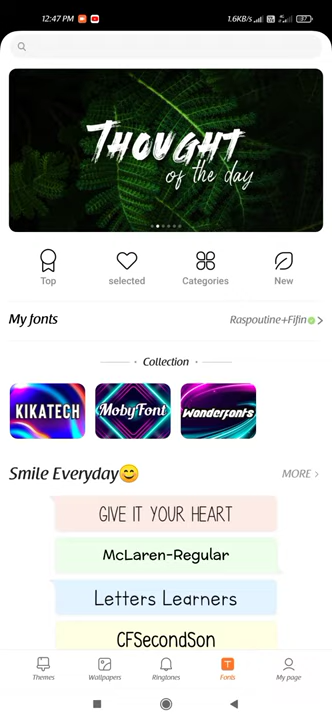 12:47 PM
1.6KB/s
37
THOUGHT
of the day
Top
selected
Categories
New
My fonts
Raspoutine+Fifin
Collection
KIKATECH
MobyFont
Wonderfonts
Smile Everyday😊
MORE
GIVE IT YOUR HEART
McLaren-Regular
Letters Learners
CFSecondSon
Themes
Wallpapers
Ringtones
Fonts
My page